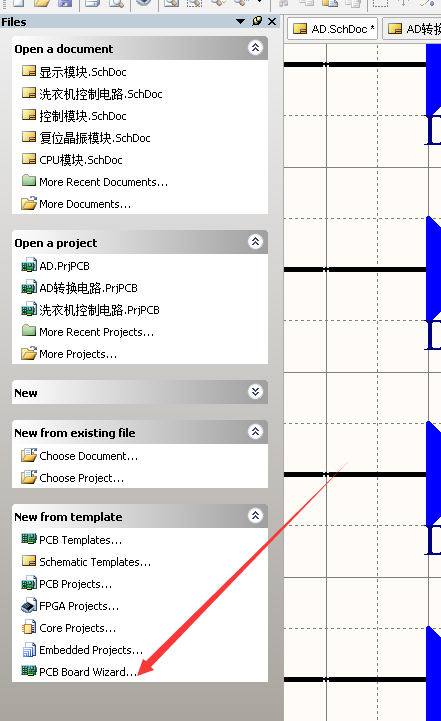 Files
AD.SchDoc *
AD转换
Open a document
显示模块.SchDoc
洗衣机控制电路.SchDoc
控制模块.SchDoc
复位晶振模块.SchDoc
CPU模块.SchDoc
More Recent Documents...
More Documents...
Open a project
AD.PrjPCB
AD转换电路.PrjPCB
洗衣机控制电路.PrjPCB
More Recent Projects...
More Projects...
New
New from existing file
Choose Document...
Choose Project...
New from template
PCB Templates...
Schematic Templates...
PCB Projects...
FPGA Projects...
Core Projects...
Embedded Projects...
PCB Board Wizard...